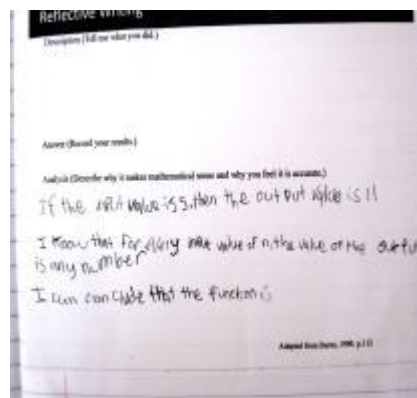 Reflective Writing
Description (Tell me what you did.)
Answer (Record your results.)
Analysis (Describe why it makes mathematical sense and why you feel it is accurate.)
If the input value is 5, then the out put value is 11
I know that for every input value of n, the value of the outpu
is any number
I can conclude that the function is
Adapted from Burns, 1990, p.